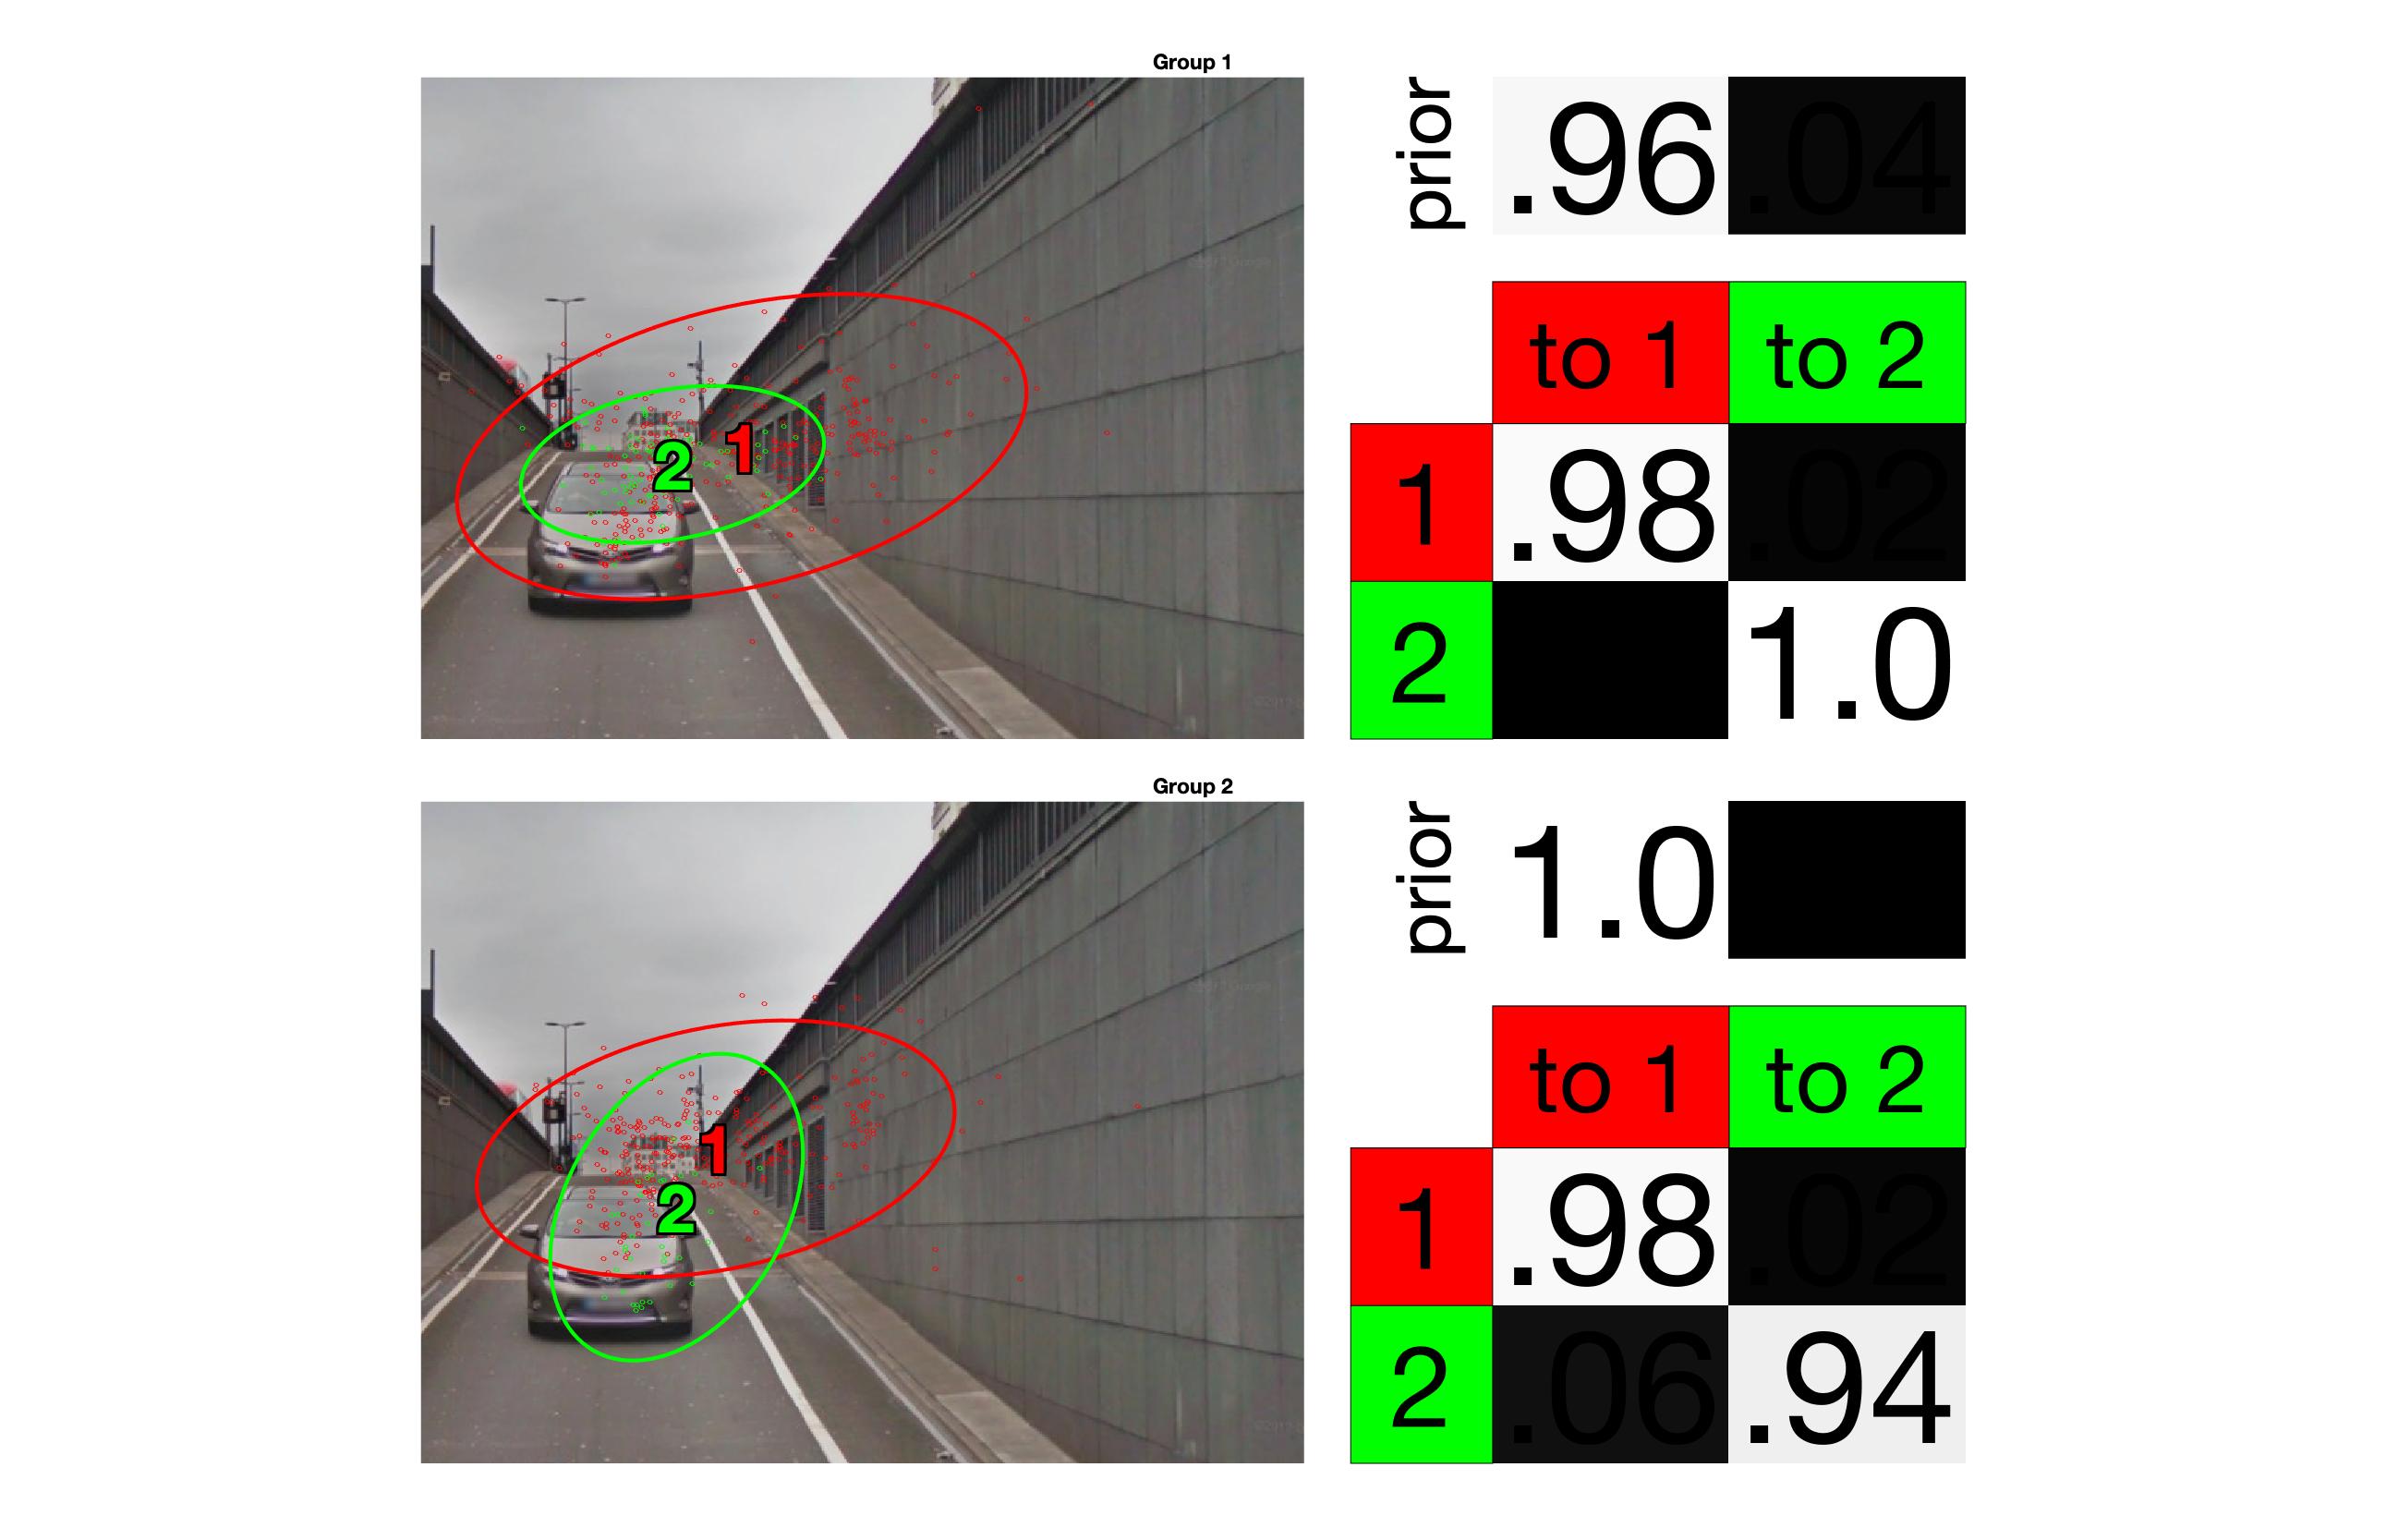 Group 1
2 1
prior .96 .04
to 1 to 2
1 .98 .02
2 1.0
Group 2
1
2
prior 1.0
to 1 to 2
1 .98 .02
2 .06 .94